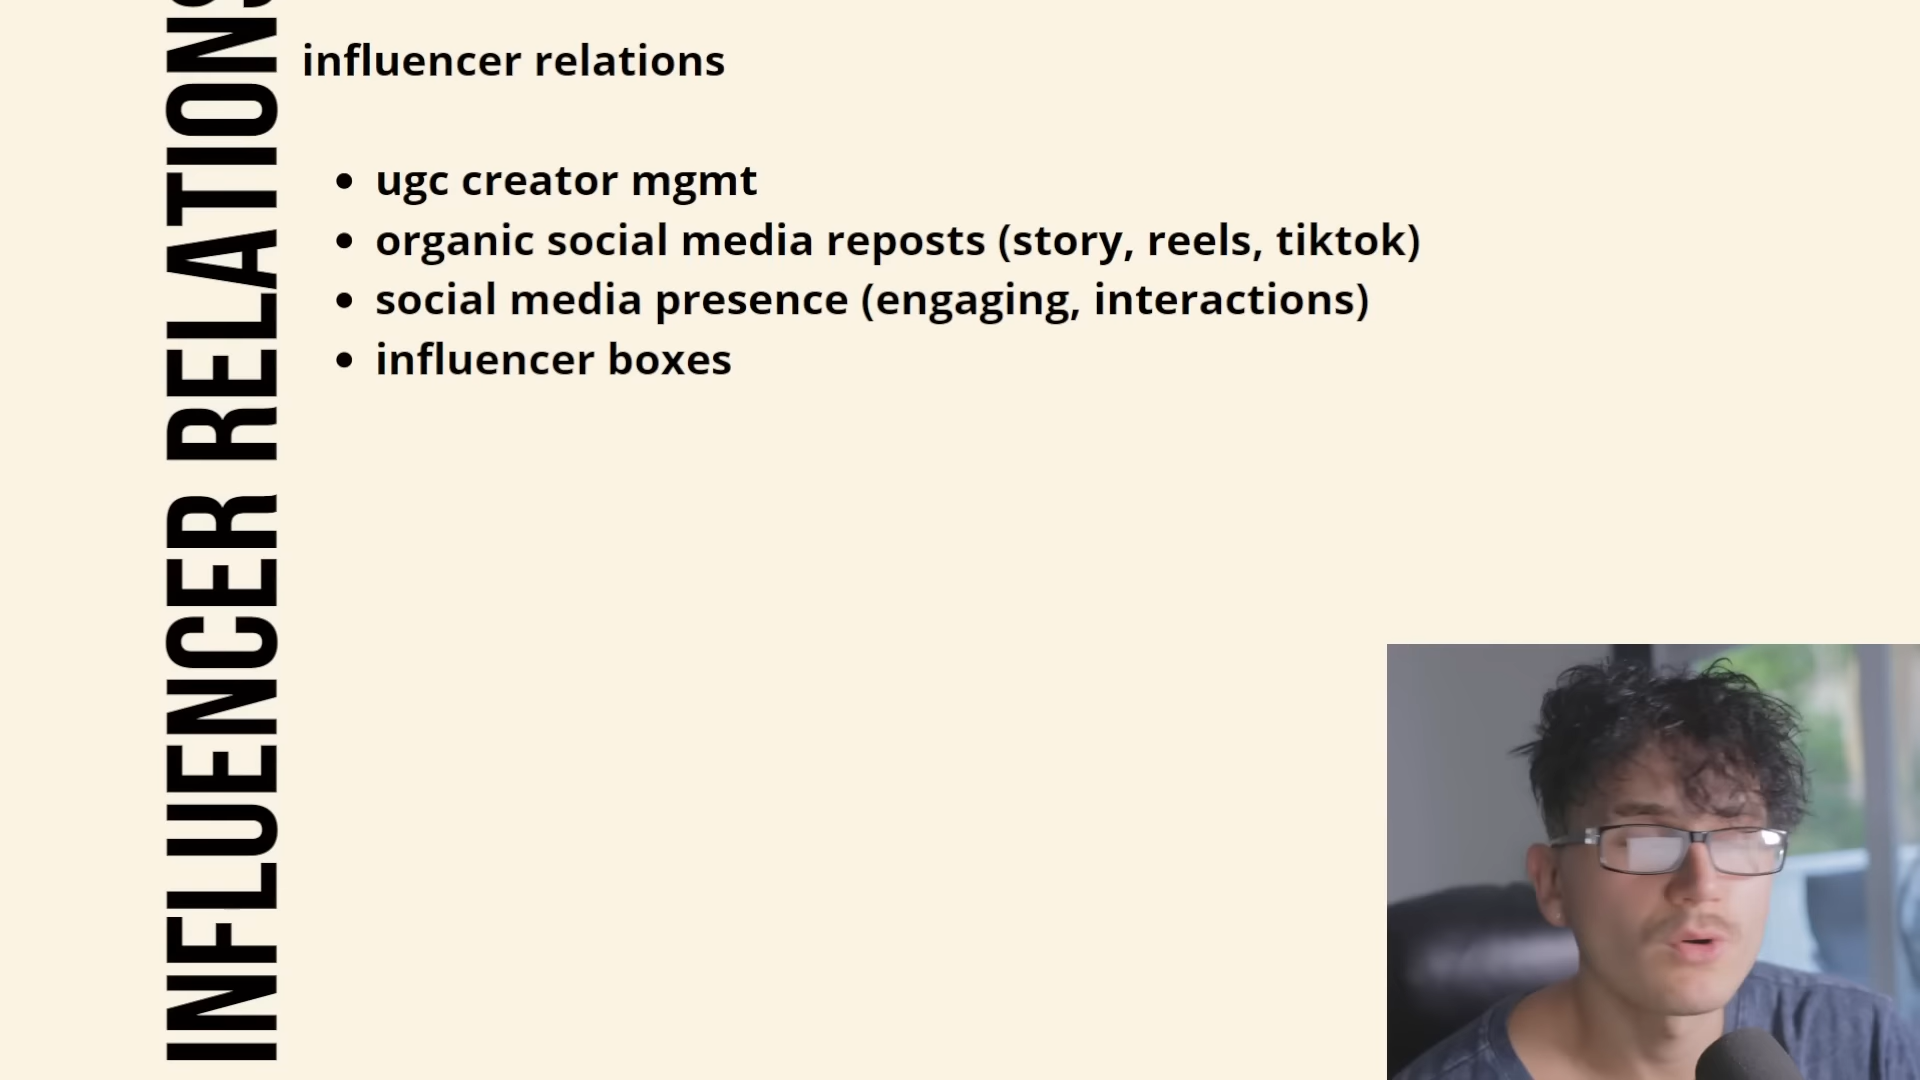 INFLUENCER RELATIONS
influencer relations
ugc creator mgmt
organic social media reposts (story, reels, tiktok)
social media presence (engaging, interactions)
influencer boxes